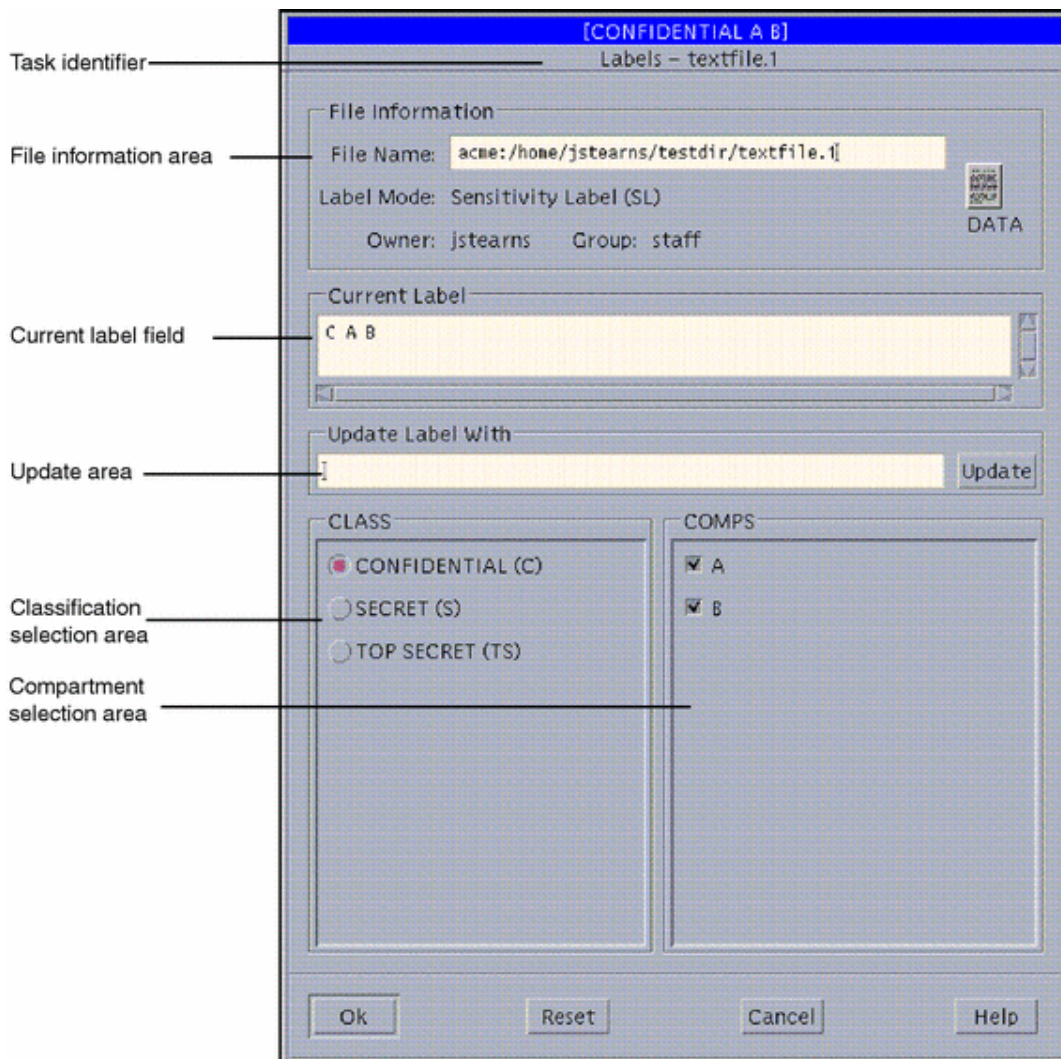 [CONFIDENTIAL A B]
Task identifier
Labels – textfile.1
File Information
File information area
File Name: acme:/home/jstearns/testdir/textfile.1
Label Mode: Sensitivity Label (SL)
DATA
Owner: jstearns Group: staff
Current Label
Current label field
C A B
Update Label With
Update area
Update
CLASS
COMPS
CONFIDENTIAL (C)
A
Classification
selection area
SECRET (S)
B
TOP SECRET (TS)
Compartment
selection area
Ok
Reset
Cancel
Help